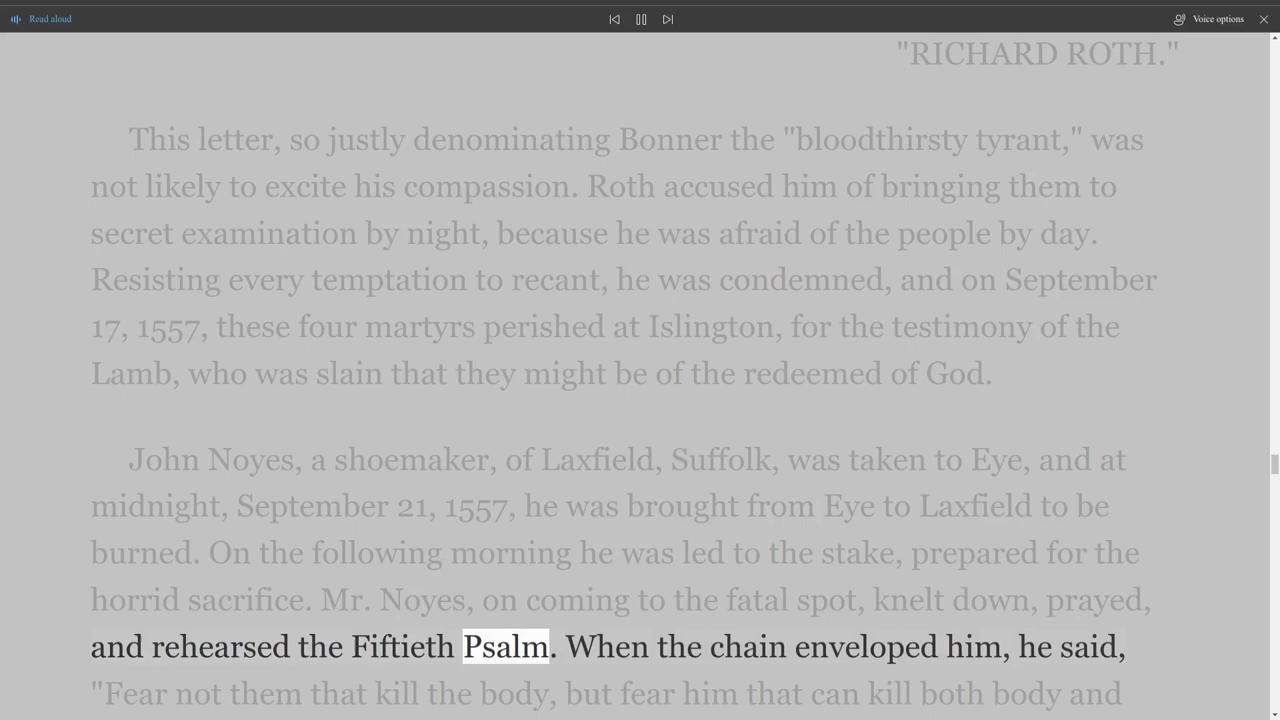 Read aloud
Voice options
"RICHARD ROTH."
This letter, so justly denominating Bonner the "bloodthirsty tyrant," was
not likely to excite his compassion. Roth accused him of bringing them to
secret examination by night, because he was afraid of the people by day.
Resisting every temptation to recant, he was condemned, and on September
17, 1557, these four martyrs perished at Islington, for the testimony of the
Lamb, who was slain that they might be of the redeemed of God.
John Noyes, a shoemaker, of Laxfield, Suffolk, was taken to Eye, and at
midnight, September 21, 1557, he was brought from Eye to Laxfield to be
burned. On the following morning he was led to the stake, prepared for the
horrid sacrifice. Mr. Noyes, on coming to the fatal spot, knelt down, prayed,
and rehearsed the Fiftieth Psalm. When the chain enveloped him, he said,
"Fear not them that kill the body, but fear him that can kill both body and